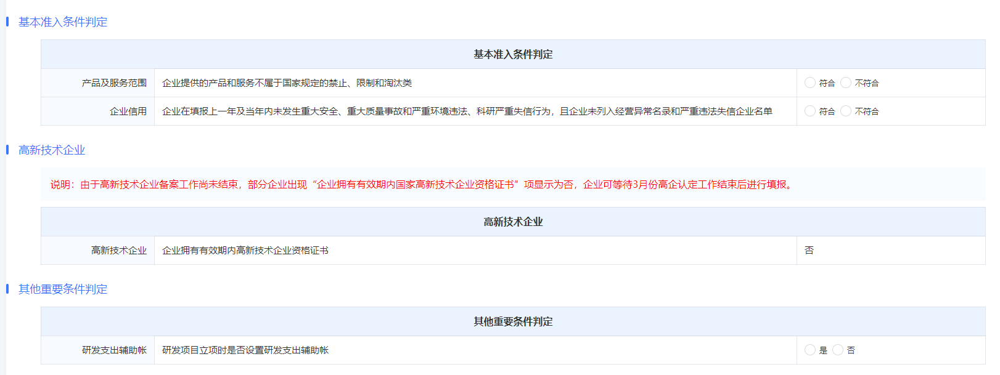 基本准入条件判定
基本准入条件判定
产品及服务范围 企业提供的产品和服务不属于国家规定的禁止、限制和淘汰类 符合 不符合
企业信用 企业在填报上一年及当年内未发生重大安全、重大质量事故和严重环境违法、科研严重失信行为，且企业未列入经营异常名录和严重违法失信企业名单 符合 不符合
高新技术企业
说明：由于高新技术企业备案工作尚未结束，部分企业出现“企业拥有有效期内国家高新技术企业资格证书”项显示为否，企业可等待3月份高企认定工作结束后进行填报。
高新技术企业
高新技术企业 企业拥有有效期内高新技术企业资格证书 否
其他重要条件判定
其他重要条件判定
研发支出辅助帐 研发项目立项时是否设置研发支出辅助帐 是 否